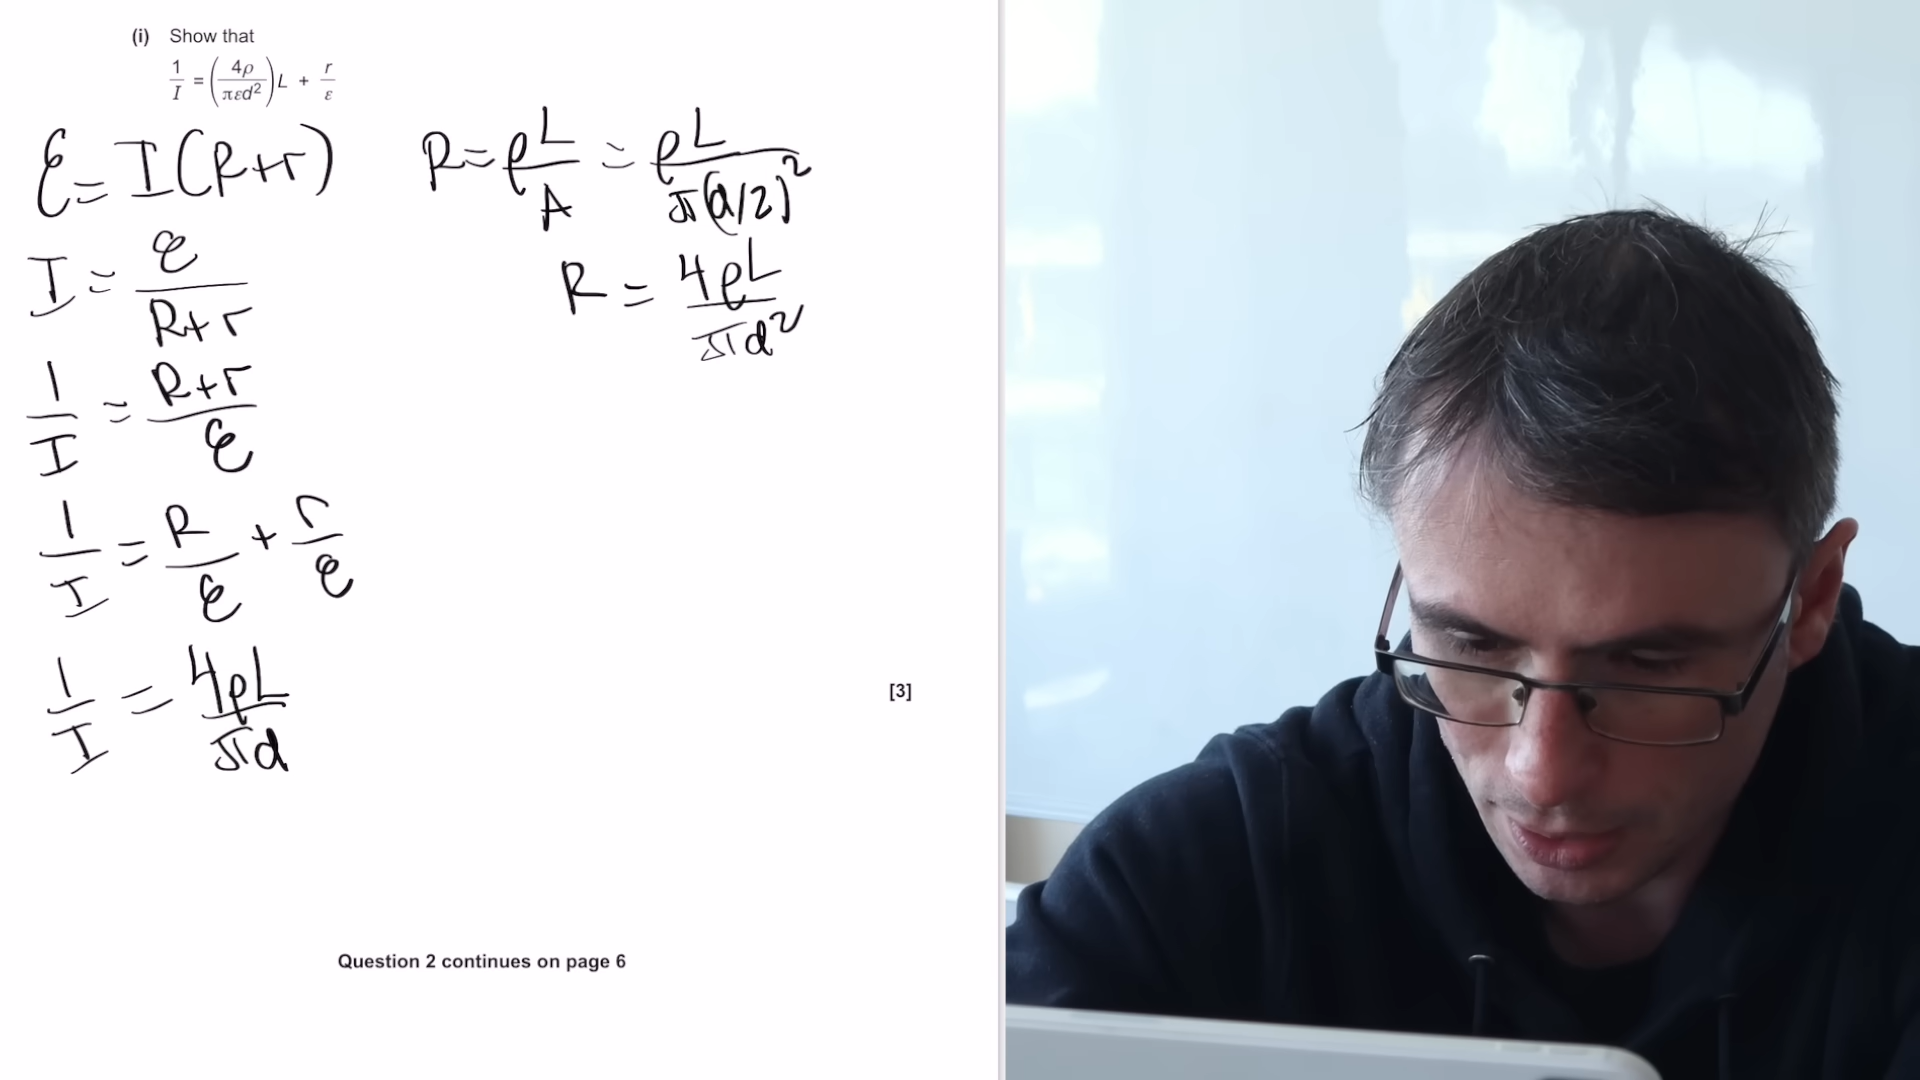 (i) Show that
1/I = (4ρ/πεd²)L + r/ε
ℰ = I(R+r)
I = ℰ/(R+r)
1/I = (R+r)/ℰ
1/I = R/ℰ + r/ℰ
1/I = 4ρL/πd
R = ρL/A = ρL/π(d/2)²
R = 4ρL/πd²
[3]
Question 2 continues on page 6